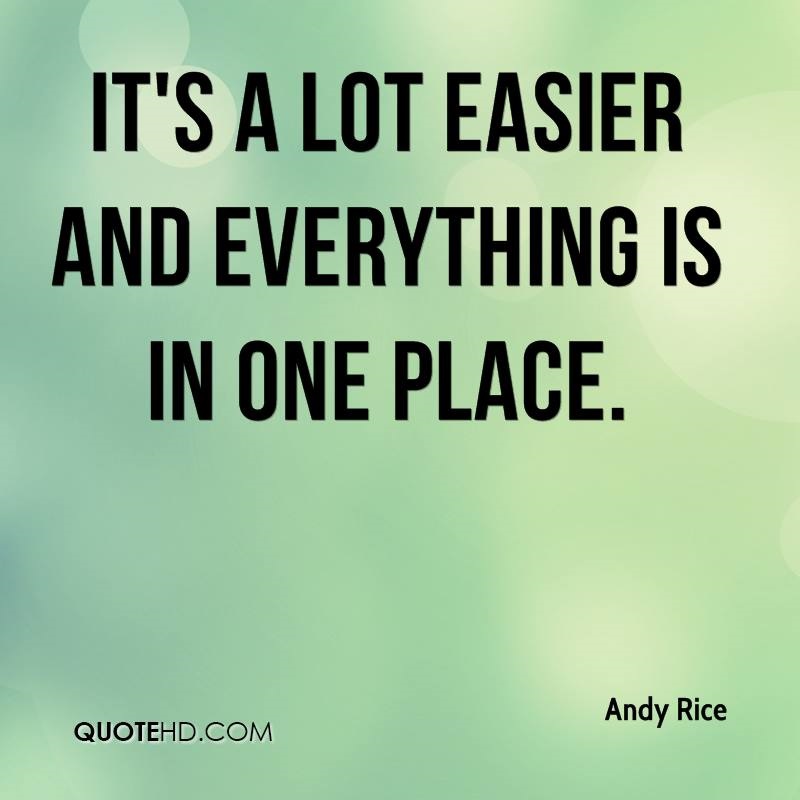 IT'S A LOT EASIER
AND EVERYTHING IS
IN ONE PLACE.
Andy Rice
QUOTEHD.COM